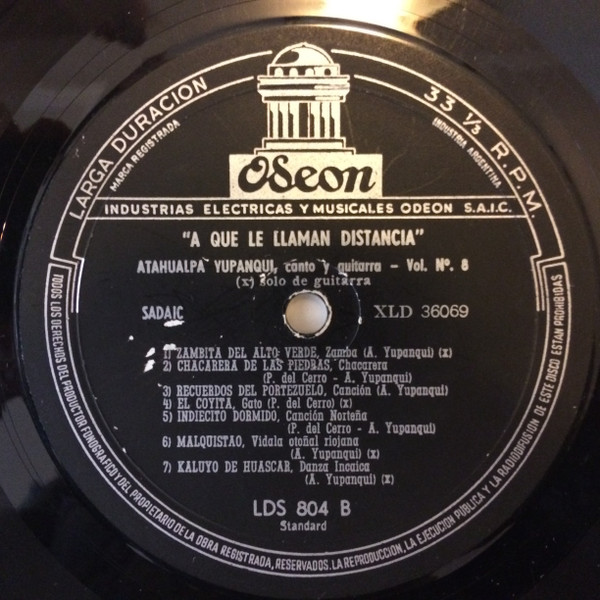 LARGA DURACION
MARCA REGISTRADA
33 ⅓ R.P.M.
INDUSTRIA ARGENTINA
Odeon
INDUSTRIAS ELECTRICAS Y MUSICALES ODEON S.A.I.C.
"A QUE LE LLAMAN DISTANCIA"
ATAHUALPA YUPANQUI, canto y guitarra - Vol. Nº. 8
(x) solo de guitarra
SADAIC
XLD 36069
1) ZAMBITA DEL ALTO VERDE, Zamba (A. Yupanqui) (x)
2) CHACARERA DE LAS PIEDRAS, Chacarera
(P. del Cerro - A. Yupanqui)
3) RECUERDOS DEL PORTEZUELO, Canción (A. Yupanqui)
4) EL COYITA, Gato (P. del Cerro) (x)
5) INDIECITO DORMIDO, Canción Norteña
(P. del Cerro - A. Yupanqui)
6) MALQUISTAO, Vidala otoñal riojana
(A. Yupanqui) (x)
7) KALUYO DE HUASCAR, Danza Incaica
(A. Yupanqui) (x)
LDS 804 B
Standard
TODOS LOS DERECHOS DEL PRODUCTOR FONOGRAFICO Y DEL PROPIETARIO DE LA OBRA REGISTRADA, RESERVADOS. LA REPRODUCCION, LA EJECUCION PUBLICA Y LA RADIODIFUSION DE ESTE DISCO ESTAN PROHIBIDAS